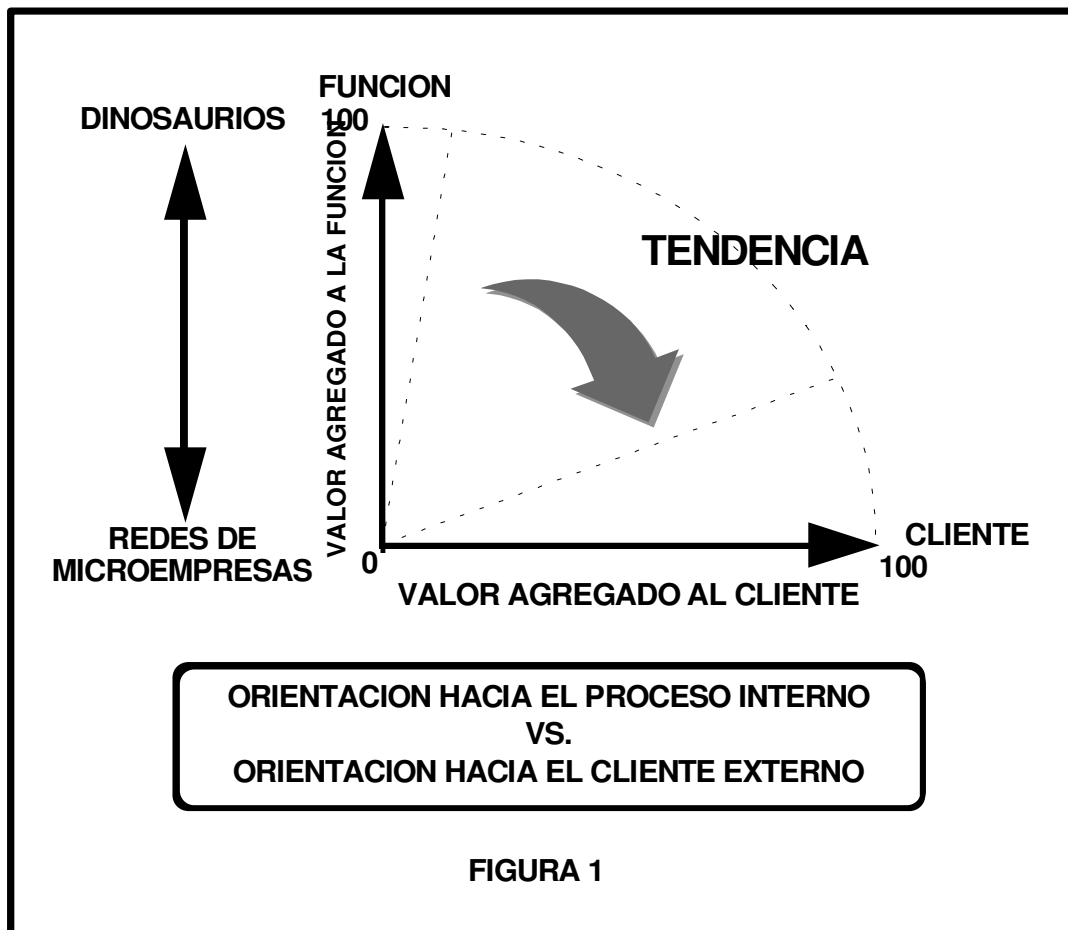 FUNCION
DINOSAURIOS
100
VALOR AGREGADO A LA FUNCION
TENDENCIA
REDES DE
MICROEMPRESAS
0
CLIENTE
100
VALOR AGREGADO AL CLIENTE
ORIENTACION HACIA EL PROCESO INTERNO
VS.
ORIENTACION HACIA EL CLIENTE EXTERNO
FIGURA 1